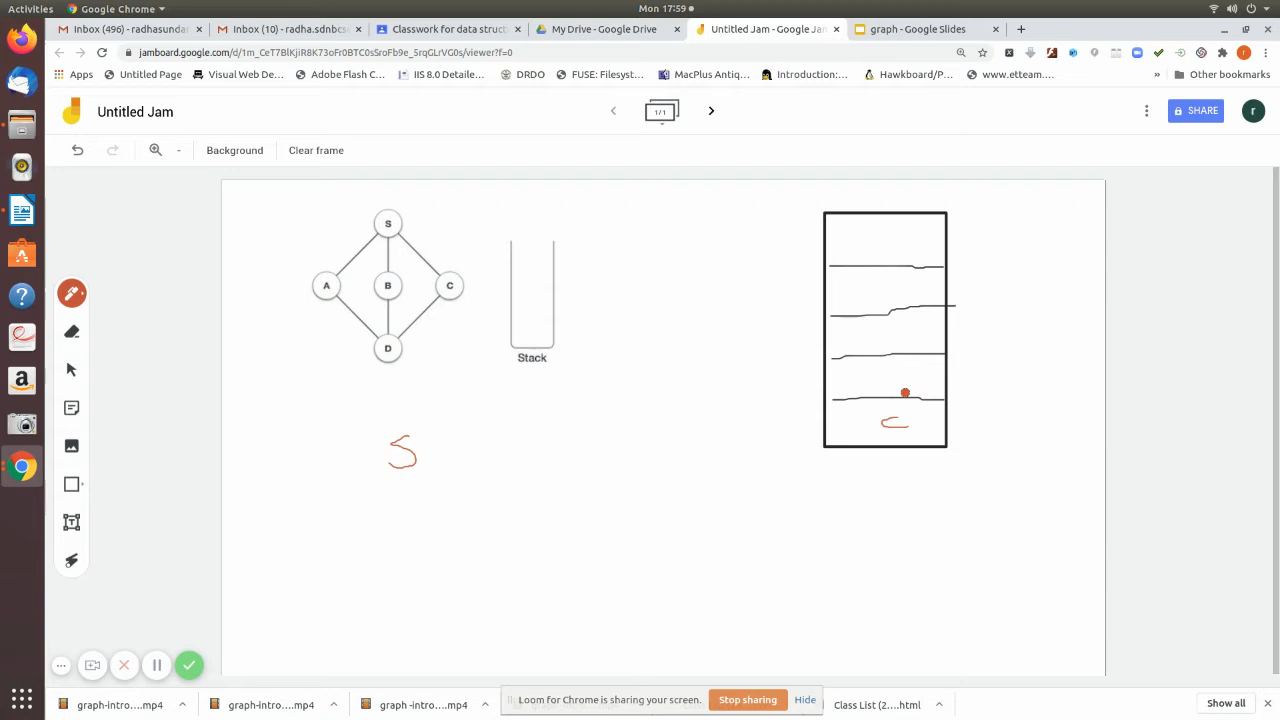 Activities
Google Chrome
Mon 17:59
Inbox (496) - radhasundar
Inbox (10) - radha.sdnbcs
Classwork for data struct
My Drive - Google Drive
Untitled Jam - Google Jam
graph - Google Slides
jamboard.google.com/d/1m_CeT7BlKjiR8K73oFr0BTC0sSroFb9e_5rqGLrVG0s/viewer?f=0
Apps
Untitled Page
Visual Web De...
Adobe Flash C...
IIS 8.0 Detaile...
DRDO
FUSE: Filesyst...
MacPlus Antiq...
Introduction:...
Hawkboard/P...
www.etteam....
»
Other bookmarks
Untitled Jam
1/1
SHARE
r
Background
Clear frame
S
A B C
D
Stack
C
S
graph-intro....mp4
graph-intro....mp4
graph -intro....mp4
Loom for Chrome is sharing your screen.
Stop sharing
Hide
Class List (2....html
Show all